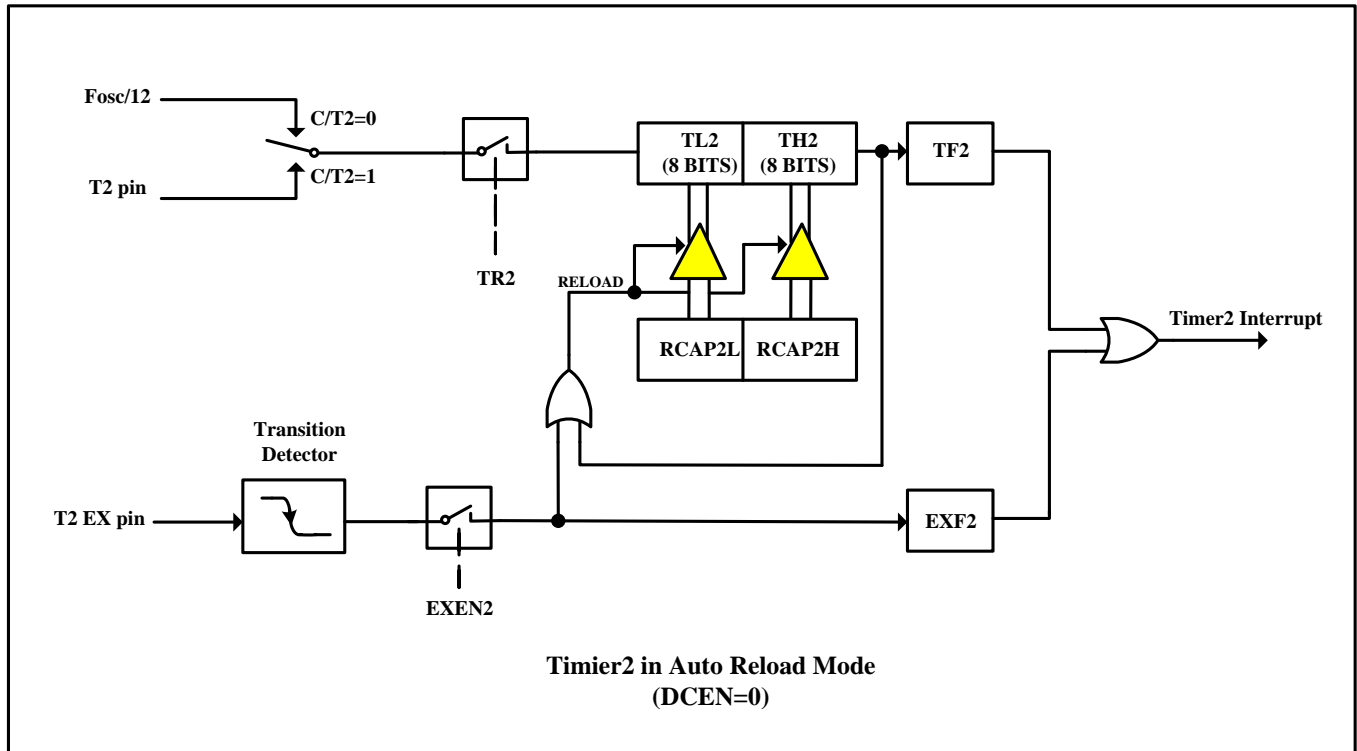 Fosc/12
C/T2=0
T2 pin
C/T2=1
TR2
TL2
(8 BITS)
TH2
(8 BITS)
TF2
RELOAD
RCAP2L
RCAP2H
Timer2 Interrupt
Transition
Detector
T2 EX pin
EXEN2
EXF2
Timier2 in Auto Reload Mode
(DCEN=0)